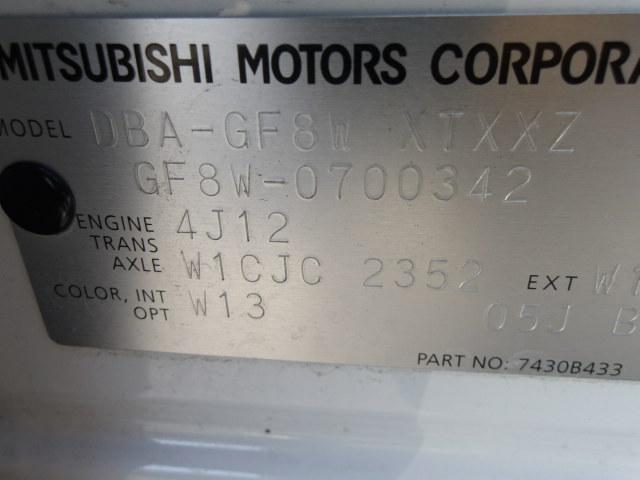 MITSUBISHI MOTORS CORPORA
MODEL DBA-GF8W XTXXZ
GF8W-0700342
ENGINE 4J12
TRANS
AXLE W1CJC 2352 EXT
COLOR, INT W13
OPT 05J B
PART NO: 7430B433